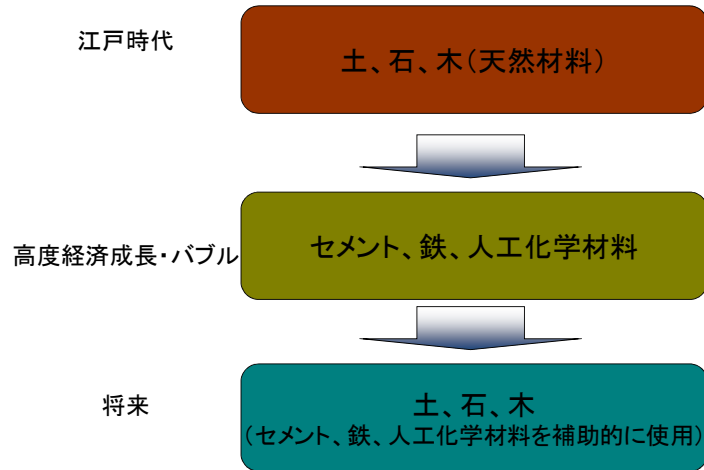 江戸時代
土、石、木(天然材料)
高度経済成長・バブル
セメント、鉄、人工化学材料
将来
土、石、木
(セメント、鉄、人工化学材料を補助的に使用)